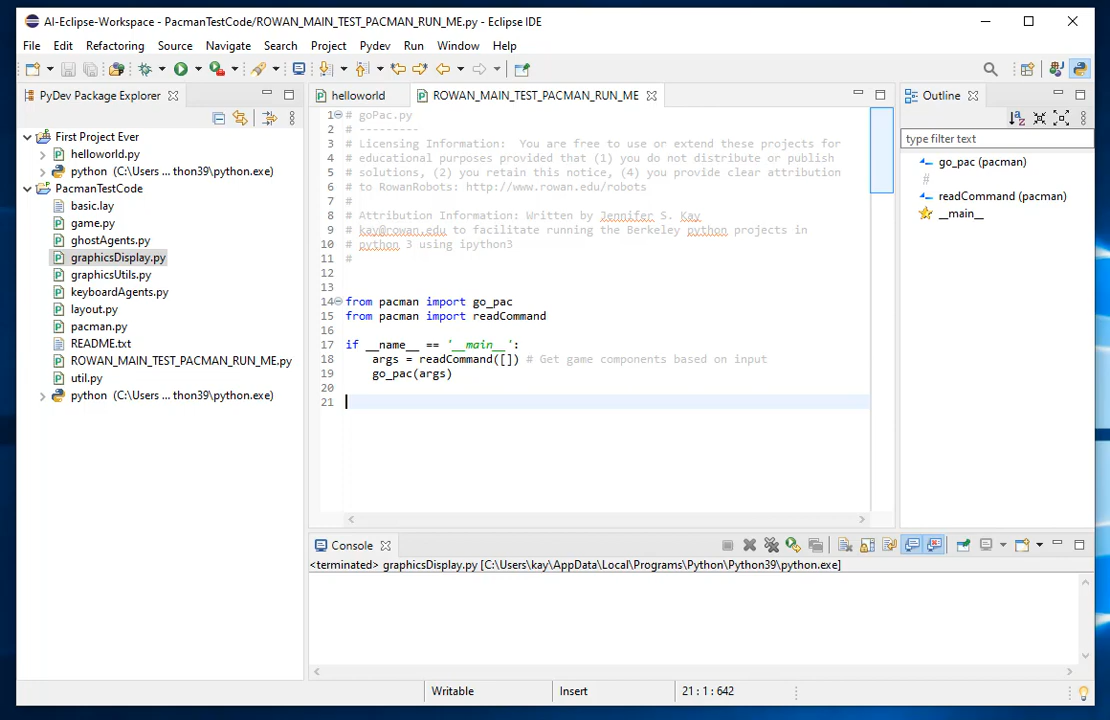 AI-Eclipse-Workspace - PacmanTestCode/ROWAN_MAIN_TEST_PACMAN_RUN_ME.py - Eclipse IDE
File Edit Refactoring Source Navigate Search Project Pydev Run Window Help
PyDev Package Explorer
First Project Ever
helloworld.py
python (C:\Users ... thon39\python.exe)
PacmanTestCode
basic.lay
game.py
ghostAgents.py
graphicsDisplay.py
graphicsUtils.py
keyboardAgents.py
layout.py
pacman.py
README.txt
ROWAN_MAIN_TEST_PACMAN_RUN_ME.py
util.py
python (C:\Users ... thon39\python.exe)
helloworld
ROWAN_MAIN_TEST_PACMAN_RUN_ME
1 # goPac.py
2 # ---------
3 # Licensing Information:  You are free to use or extend these projects for
4 # educational purposes provided that (1) you do not distribute or publish
5 # solutions, (2) you retain this notice, (4) you provide clear attribution
6 # to RowanRobots: http://www.rowan.edu/robots
7 #
8 # Attribution Information: Written by Jennifer S. Kay
9 # kay@rowan.edu to facilitate running the Berkeley python projects in
10 # python 3 using ipython3
11 #
12
13
14 from pacman import go_pac
15 from pacman import readCommand
16
17 if __name__ == '__main__':
18     args = readCommand([]) # Get game components based on input
19     go_pac(args)
20
21
Outline
type filter text
go_pac (pacman)
#
readCommand (pacman)
__main__
Console
<terminated> graphicsDisplay.py [C:\Users\kay\AppData\Local\Programs\Python\Python39\python.exe]
Writable Insert 21 : 1 : 642